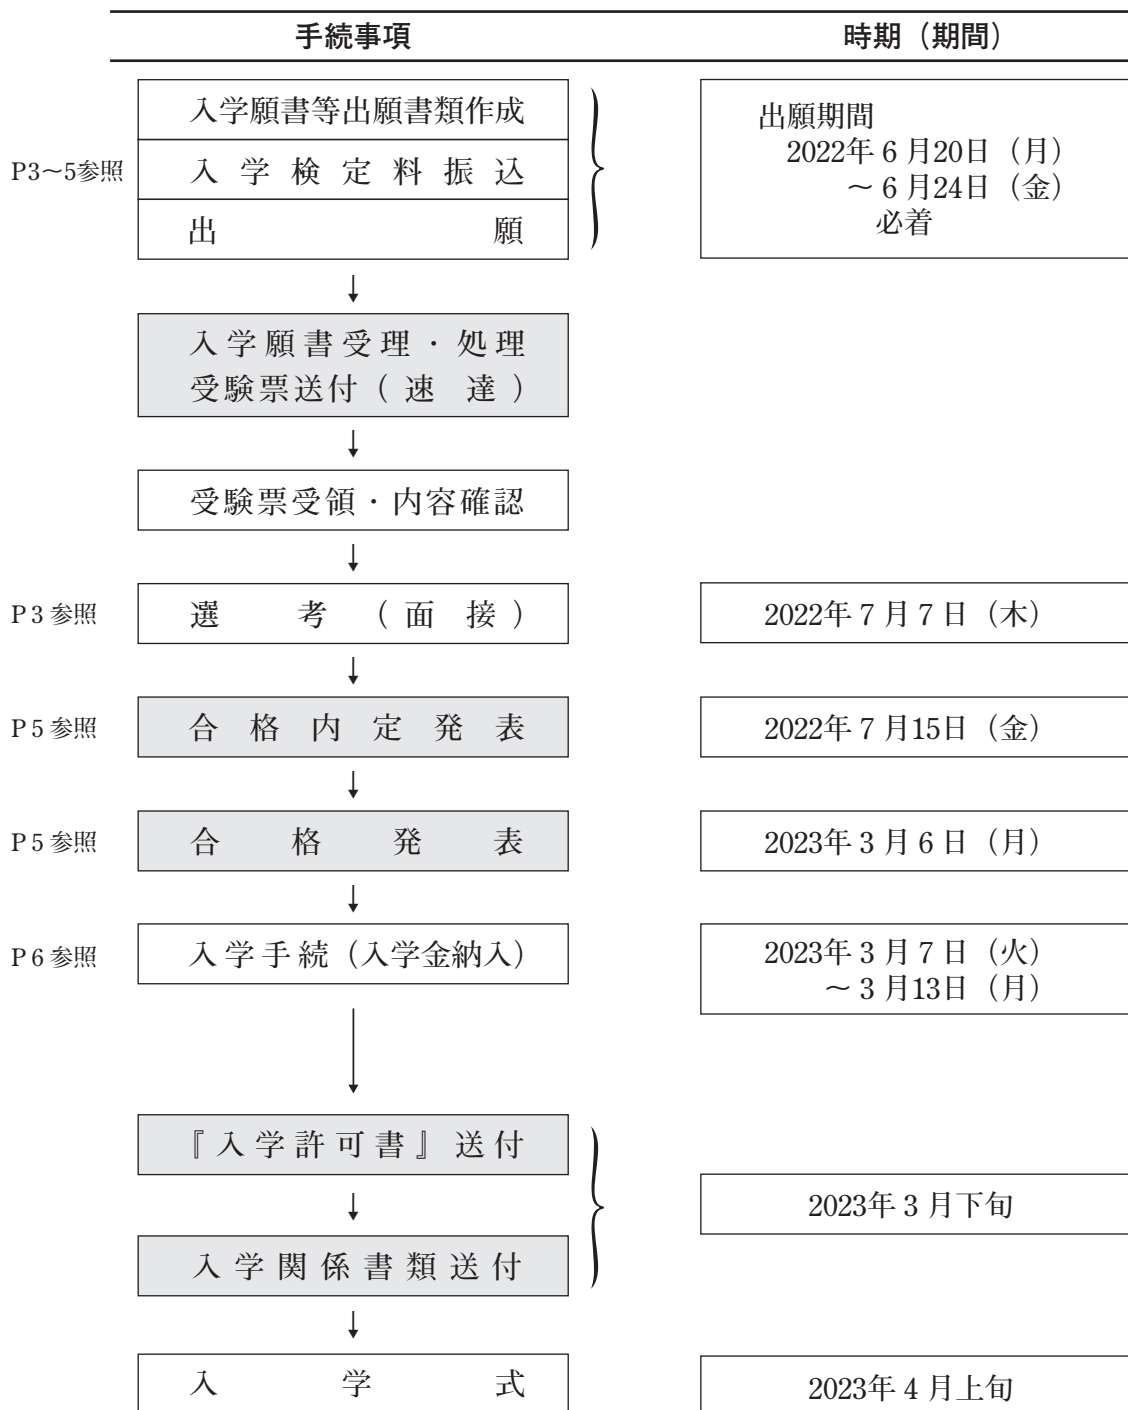 手続事項 時期（期間）
入学願書等出願書類作成
P3～5参照 入学検定料振込
出願
出願期間
2022年6月20日（月）
～6月24日（金）
必着
入学願書受理・処理
受験票送付（速達）
受験票受領・内容確認
P3参照 選考（面接） 2022年7月7日（木）
P5参照 合格内定発表 2022年7月15日（金）
P5参照 合格発表 2023年3月6日（月）
P6参照 入学手続（入学金納入） 2023年3月7日（火）
～3月13日（月）
『入学許可書』送付
2023年3月下旬
入学関係書類送付
入学式 2023年4月上旬